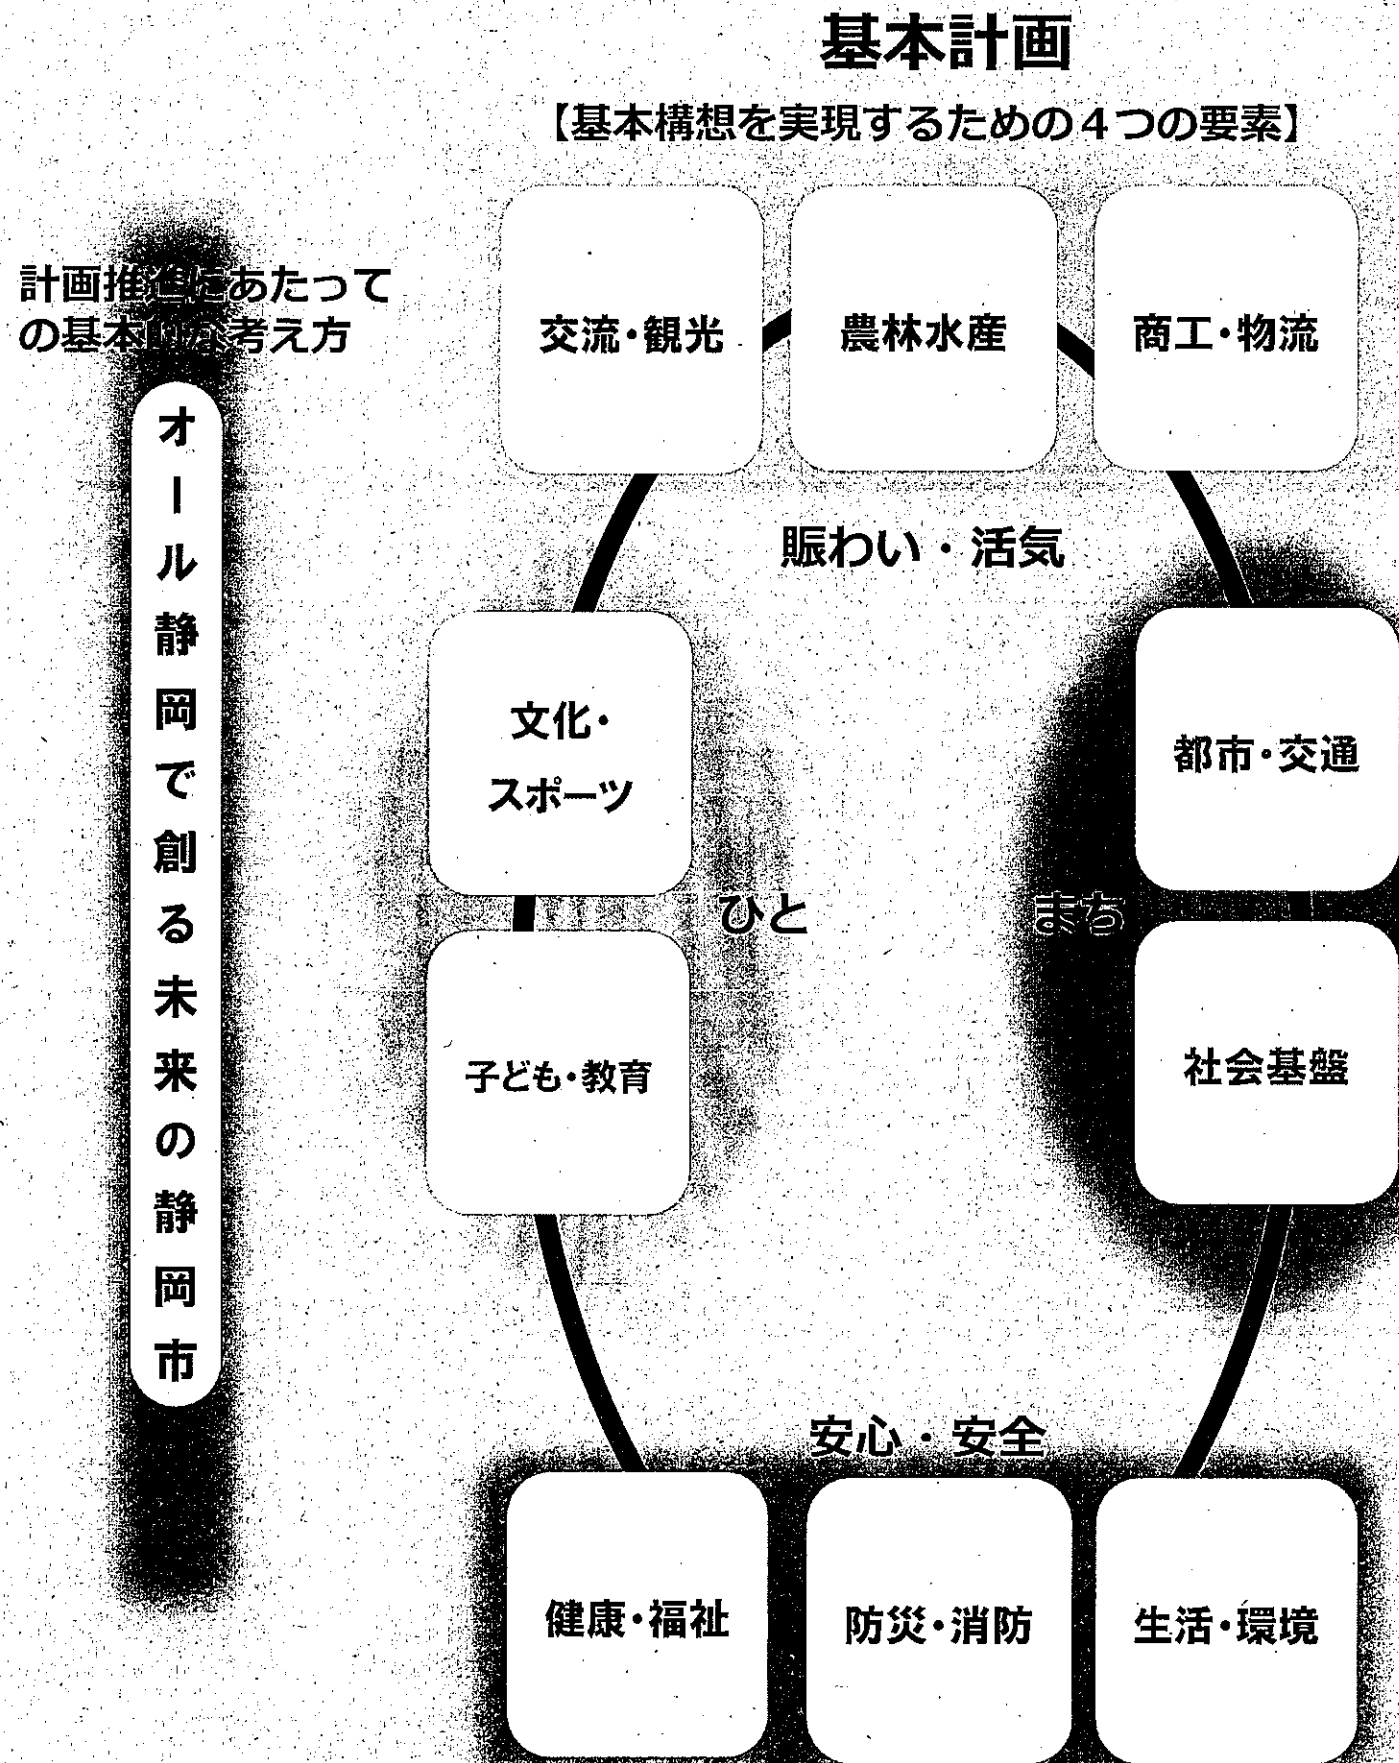 基本計画
【基本構想を実現するための４つの要素】
計画推進にあたって
の基本的な考え方
オール静岡で創る未来の静岡市
交流・観光
農林水産
商工・物流
賑わい・活気
文化・
スポーツ
都市・交通
ひと
まち
子ども・教育
社会基盤
安心・安全
健康・福祉
防災・消防
生活・環境